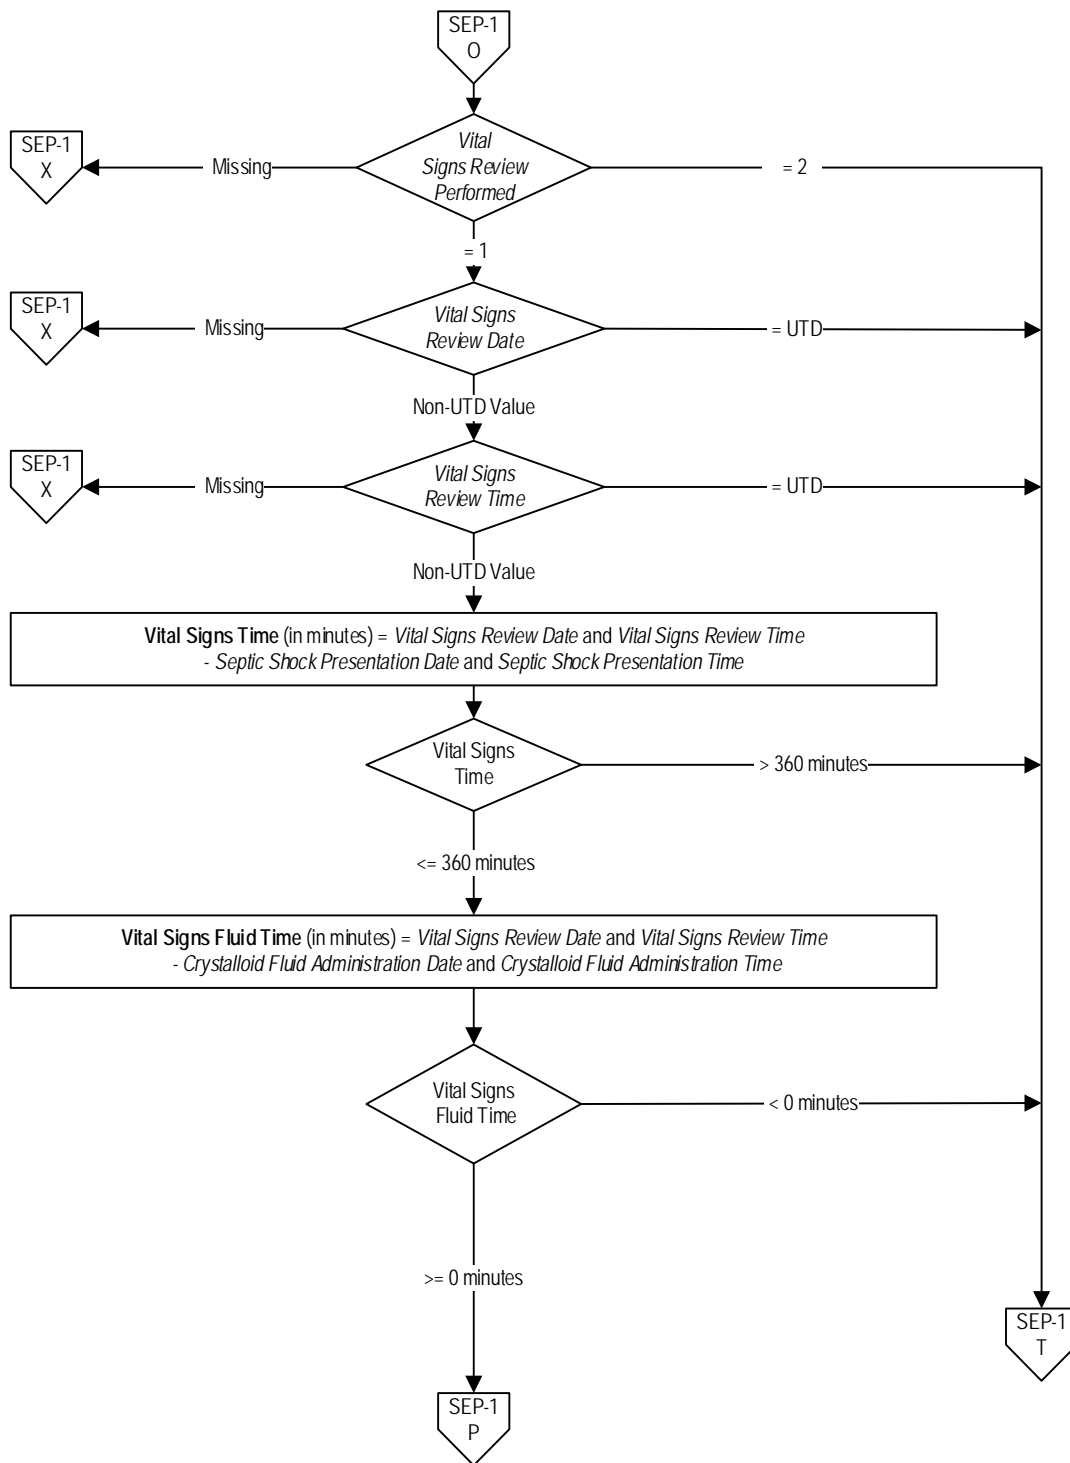 SEP-1
O
Vital
Signs Review
Performed
SEP-1
X
Missing
= 2
= 1
SEP-1
X
Missing
Vital Signs
Review Date
= UTD
Non-UTD Value
SEP-1
X
Missing
Vital Signs
Review Time
= UTD
Non-UTD Value
Vital Signs Time (in minutes) = Vital Signs Review Date and Vital Signs Review Time
- Septic Shock Presentation Date and Septic Shock Presentation Time
Vital Signs
Time
> 360 minutes
<= 360 minutes
Vital Signs Fluid Time (in minutes) = Vital Signs Review Date and Vital Signs Review Time
- Crystalloid Fluid Administration Date and Crystalloid Fluid Administration Time
Vital Signs
Fluid Time
< 0 minutes
>= 0 minutes
SEP-1
T
SEP-1
P